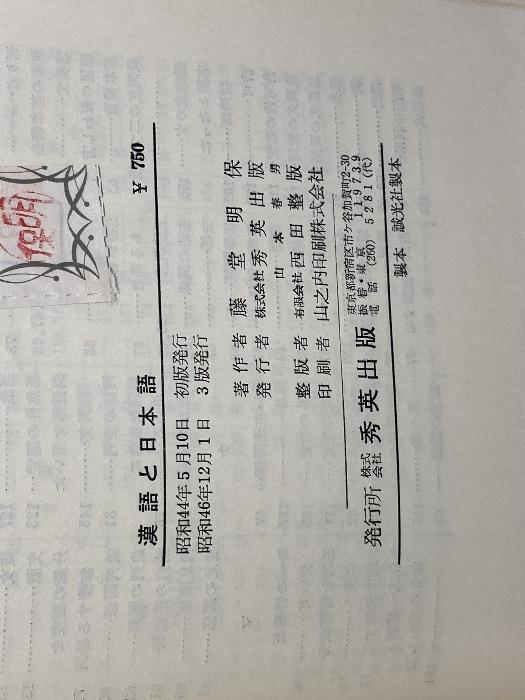 漢語と日本語 ¥ 750
昭和44年5月10日 初版発行
昭和46年12月1日 3版発行
著作者 藤堂明保
発行者 株式会社 秀英出版
山本春男
整版者 有限会社 西田整版
印刷者 山之内印刷株式会社
発行所 株式会社 秀英出版
東京都新宿区市ケ谷加賀町2-30
振替・東京 119739
電話 (260) 5281(代)
製本 誠光社製本